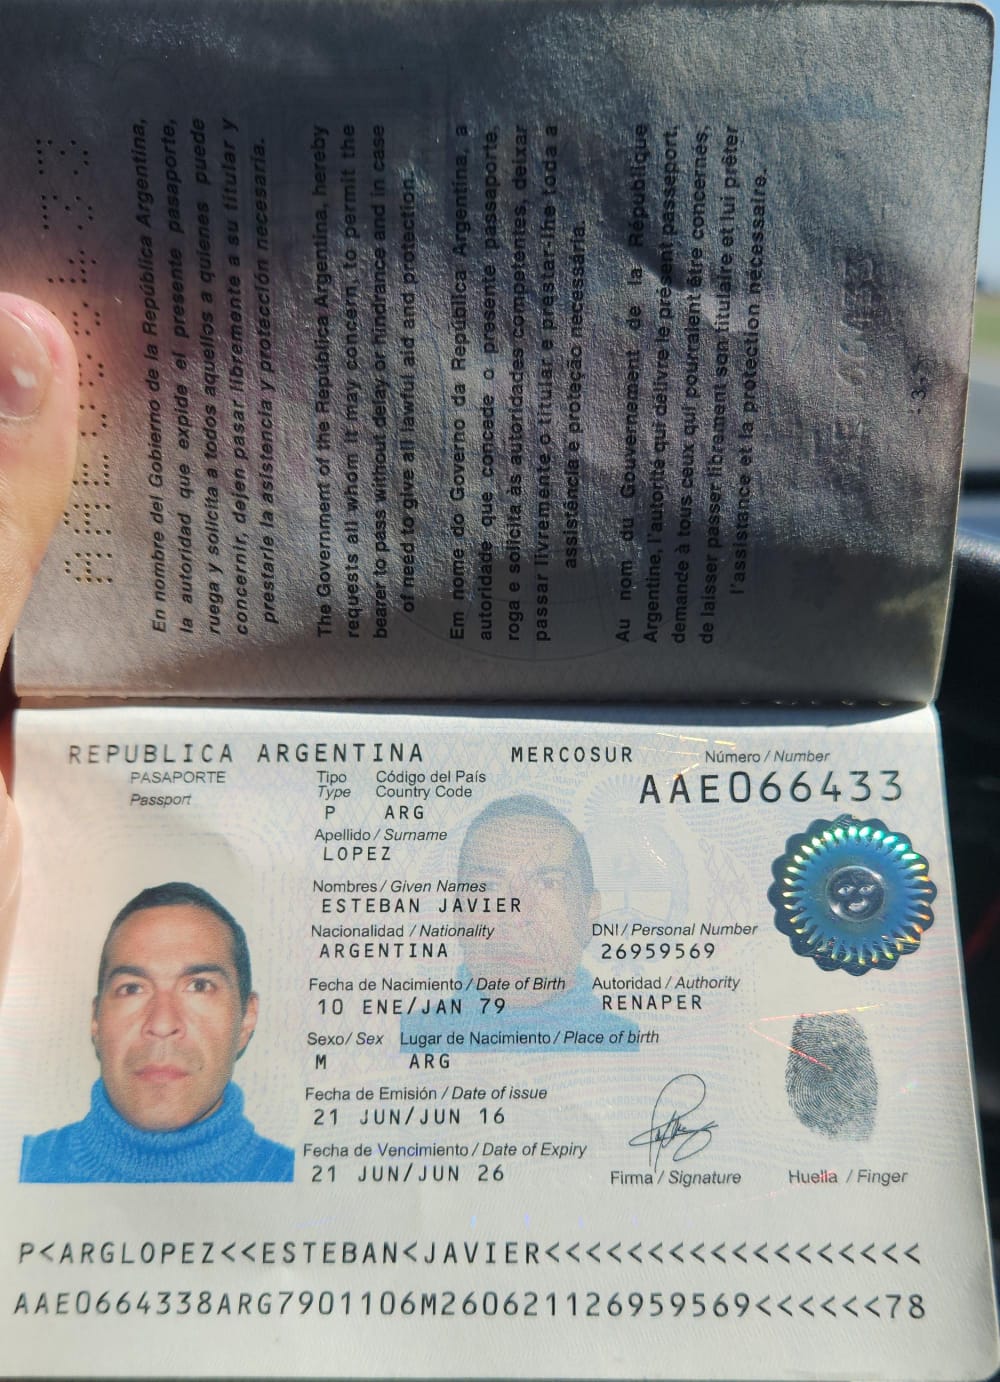 En nombre del Gobierno de la República Argentina,
la autoridad que expide el presente pasaporte,
ruega y solicita a todos aquellos a quienes puede
concernir, dejen pasar libremente a su titular y
prestarle la asistencia y protección necesaria.
The Government of the Republica Argentina, hereby
requests all whom it may concern, to permit the
bearer to pass without delay or hindrance and in case
of need to give all lawful aid and protection.
Em nome do Governo da República Argentina, a
autoridade que concede o presente passaporte,
roga e solicita às autoridades competentes, deixar
passar livremente o titular e prestar-lhe toda a
assistência e proteção necessária.
Au nom du Gouvernement de la République
Argentine, l'autorité qui délivre le présent passeport,
demande à tous ceux qui pourraient être concernés,
de laisser passer librement son titulaire et lui prêter
l'assistance et la protection nécessaire.
REPUBLICA ARGENTINA MERCOSUR Número / Number
PASAPORTE Tipo Código del País AAE066433
Passport Type Country Code
P ARG
Apellido / Surname
LOPEZ
Nombres / Given Names
ESTEBAN JAVIER
Nacionalidad / Nationality DNI / Personal Number
ARGENTINA 26959569
Fecha de Nacimiento / Date of Birth Autoridad / Authority
10 ENE/JAN 79 RENAPER
Sexo/ Sex Lugar de Nacimiento / Place of birth
M ARG
Fecha de Emisión / Date of issue
21 JUN/JUN 16
Fecha de Vencimiento / Date of Expiry
21 JUN/JUN 26 Firma / Signature Huella / Finger
P<ARGLOPEZ<<ESTEBAN<JAVIER<<<<<<<<<<<<<<<<<<
AAE0664338ARG7901106M260621126959569<<<<<<78